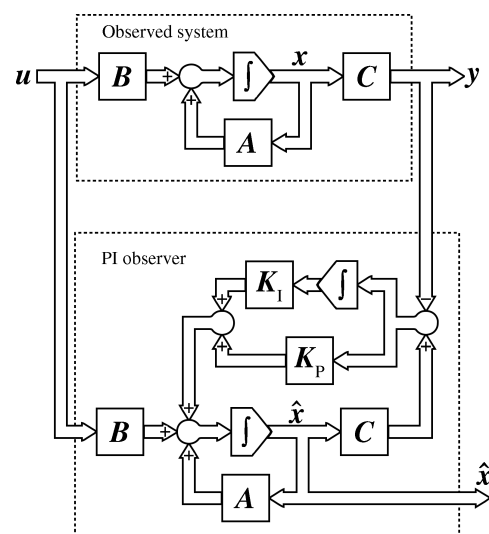 Observed system
u
B
+
∫
x
C
y
+
A
PI observer
K_I
∫
−
+
+
K_P
+
+
B
+
∫
x̂
C
+
A
x̂